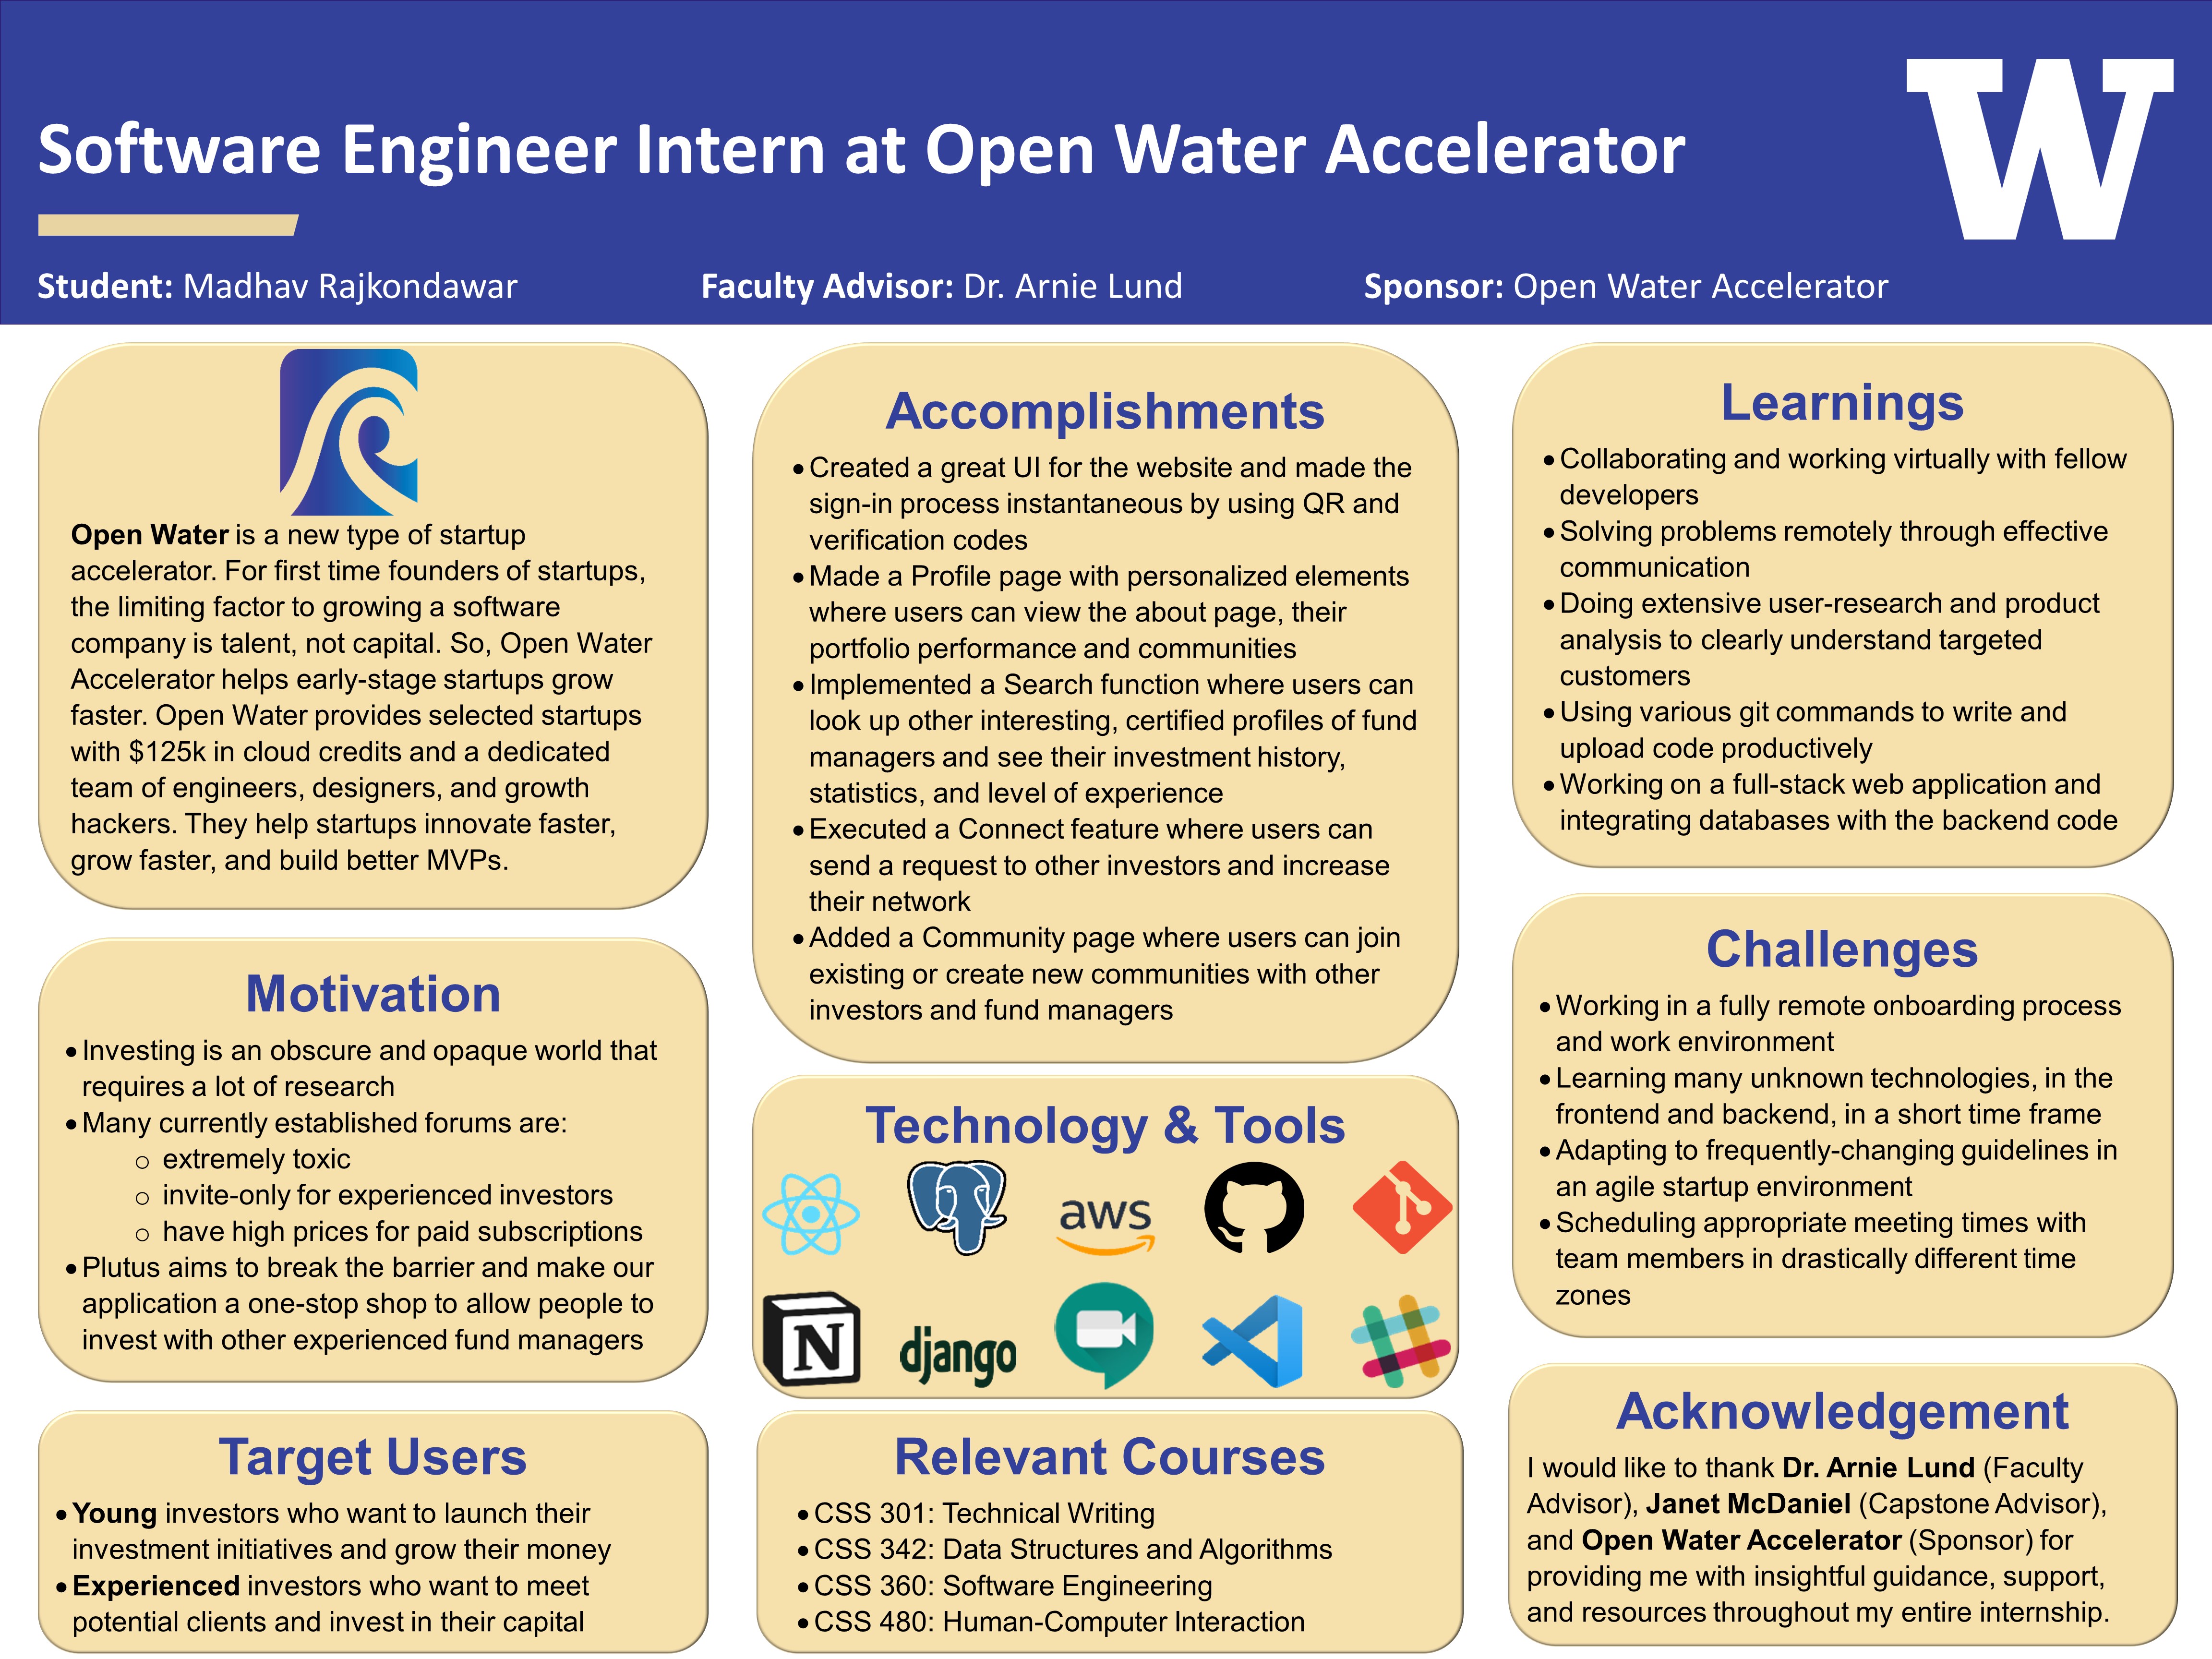 W
Software Engineer Intern at Open Water Accelerator
Student: Madhav Rajkondawar
Faculty Advisor: Dr. Arnie Lund
Sponsor: Open Water Accelerator
Open Water is a new type of startup
accelerator. For first time founders of startups,
the limiting factor to growing a software
company is talent, not capital. So, Open Water
Accelerator helps early-stage startups grow
faster. Open Water provides selected startups
with $125k in cloud credits and a dedicated
team of engineers, designers, and growth
hackers. They help startups innovate faster,
grow faster, and build better MVPs.
Motivation
•Investing is an obscure and opaque world that
requires a lot of research
•Many currently established forums are:
o extremely toxic
o invite-only for experienced investors
o have high prices for paid subscriptions
•Plutus aims to break the barrier and make our
application a one-stop shop to allow people to
invest with other experienced fund managers
Target Users
•Young investors who want to launch their
investment initiatives and grow their money
•Experienced investors who want to meet
potential clients and invest in their capital
Accomplishments
•Created a great UI for the website and made the
sign-in process instantaneous by using QR and
verification codes
•Made a Profile page with personalized elements
where users can view the about page, their
portfolio performance and communities
•Implemented a Search function where users can
look up other interesting, certified profiles of fund
managers and see their investment history,
statistics, and level of experience
•Executed a Connect feature where users can
send a request to other investors and increase
their network
•Added a Community page where users can join
existing or create new communities with other
investors and fund managers
Technology & Tools
aws
N
django
Relevant Courses
•CSS 301: Technical Writing
•CSS 342: Data Structures and Algorithms
•CSS 360: Software Engineering
•CSS 480: Human-Computer Interaction
Learnings
•Collaborating and working virtually with fellow
developers
•Solving problems remotely through effective
communication
•Doing extensive user-research and product
analysis to clearly understand targeted
customers
•Using various git commands to write and
upload code productively
•Working on a full-stack web application and
integrating databases with the backend code
Challenges
•Working in a fully remote onboarding process
and work environment
•Learning many unknown technologies, in the
frontend and backend, in a short time frame
•Adapting to frequently-changing guidelines in
an agile startup environment
•Scheduling appropriate meeting times with
team members in drastically different time
zones
Acknowledgement
I would like to thank Dr. Arnie Lund (Faculty
Advisor), Janet McDaniel (Capstone Advisor),
and Open Water Accelerator (Sponsor) for
providing me with insightful guidance, support,
and resources throughout my entire internship.